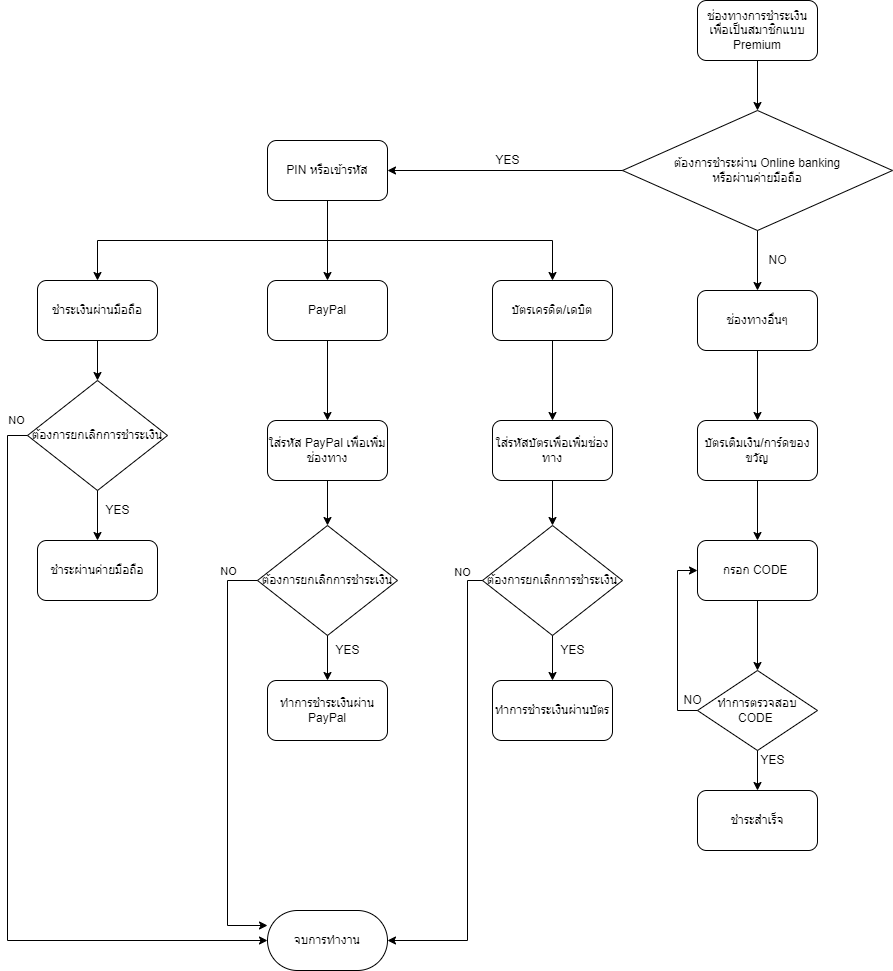 ช่องทางการชำระเงิน
เพื่อเป็นสมาชิกแบบ
Premium
ต้องการชำระผ่าน Online banking
หรือผ่านค่ายมือถือ
YES
PIN หรือเข้ารหัส
NO
ชำระเงินผ่านมือถือ
PayPal
บัตรเครดิต/เดบิต
ช่องทางอื่นๆ
NO
ต้องการยกเลิกการชำระเงิน
ใส่รหัส PayPal เพื่อเพิ่ม
ช่องทาง
ใส่รหัสบัตรเพื่อเพิ่มช่อง
ทาง
บัตรเติมเงิน/การ์ดของ
ขวัญ
YES
ชำระผ่านค่ายมือถือ
NO
ต้องการยกเลิกการชำระเงิน
NO
ต้องการยกเลิกการชำระเงิน
กรอก CODE
YES
YES
ทำการชำระเงินผ่าน
PayPal
ทำการชำระเงินผ่านบัตร
NO
ทำการตรวจสอบ
CODE
YES
ชำระสำเร็จ
จบการทำงาน